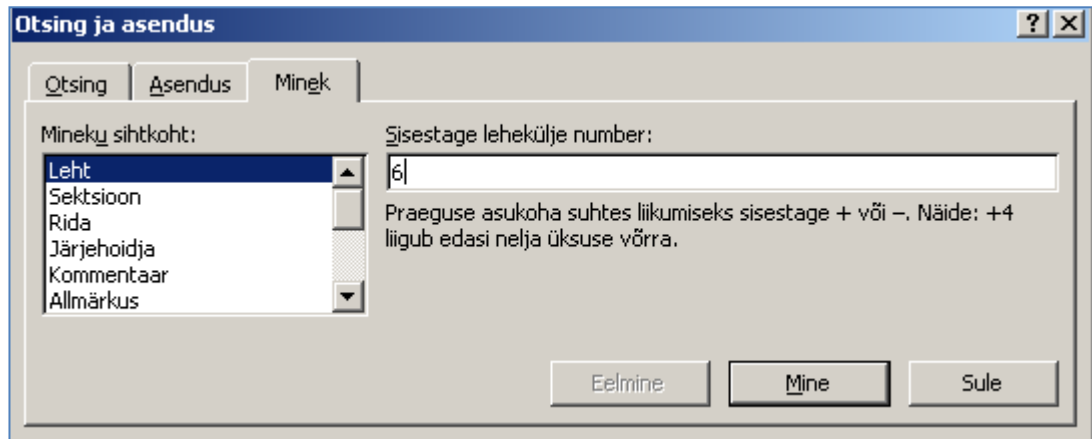 Otsing ja asendus
Otsing Asendus Minek
Mineku sihtkoht:
Leht
Sektsioon
Rida
Järjehoidja
Kommentaar
Allmärkus
Sisestage lehekülje number:
6
Praeguse asukoha suhtes liikumiseks sisestage + või –. Näide: +4
liigub edasi nelja üksuse võrra.
Eelmine Mine Sule